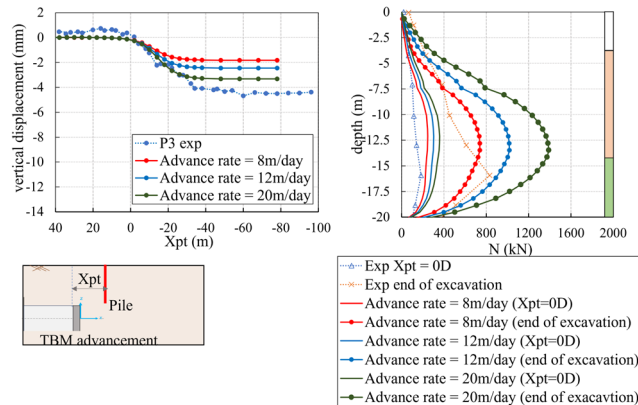 vertical displacement (mm)
2
0
-2
-4
-6
-8
-10
-12
-14
P3 exp
Advance rate = 8m/day
Advance rate = 12m/day
Advance rate = 20m/day
40 20 0 -20 -40 -60 -80 -100
Xpt (m)
Xpt
Pile
TBM advancement
depth (m)
0
-2.5
-5
-7.5
-10
-12.5
-15
-17.5
-20
0 400 800 1200 1600 2000
N (kN)
Exp Xpt = 0D
Exp end of excavation
Advance rate = 8m/day (Xpt=0D)
Advance rate = 8m/day (end of excavation)
Advance rate = 12m/day (Xpt=0D)
Advance rate = 12m/day (end of excavation)
Advance rate = 20m/day (Xpt=0D)
Advance rate = 20m/day (end of exacavtion)